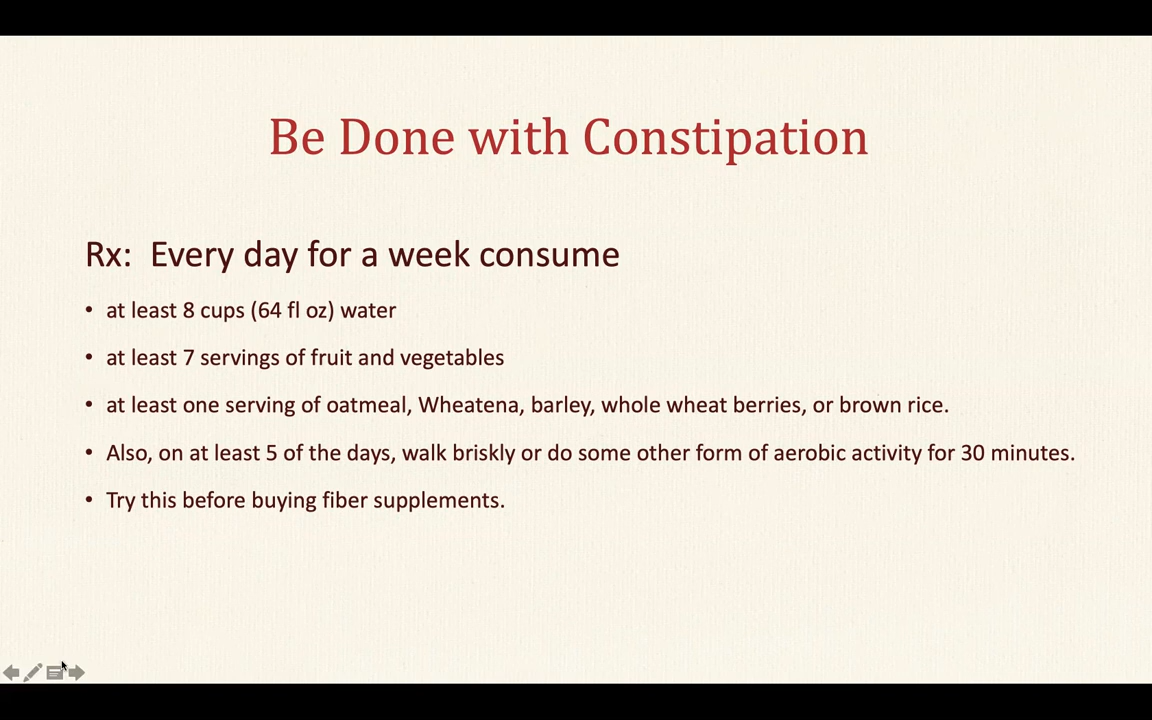 Be Done with Constipation
Rx: Every day for a week consume
• at least 8 cups (64 fl oz) water
• at least 7 servings of fruit and vegetables
• at least one serving of oatmeal, Wheatena, barley, whole wheat berries, or brown rice.
• Also, on at least 5 of the days, walk briskly or do some other form of aerobic activity for 30 minutes.
• Try this before buying fiber supplements.